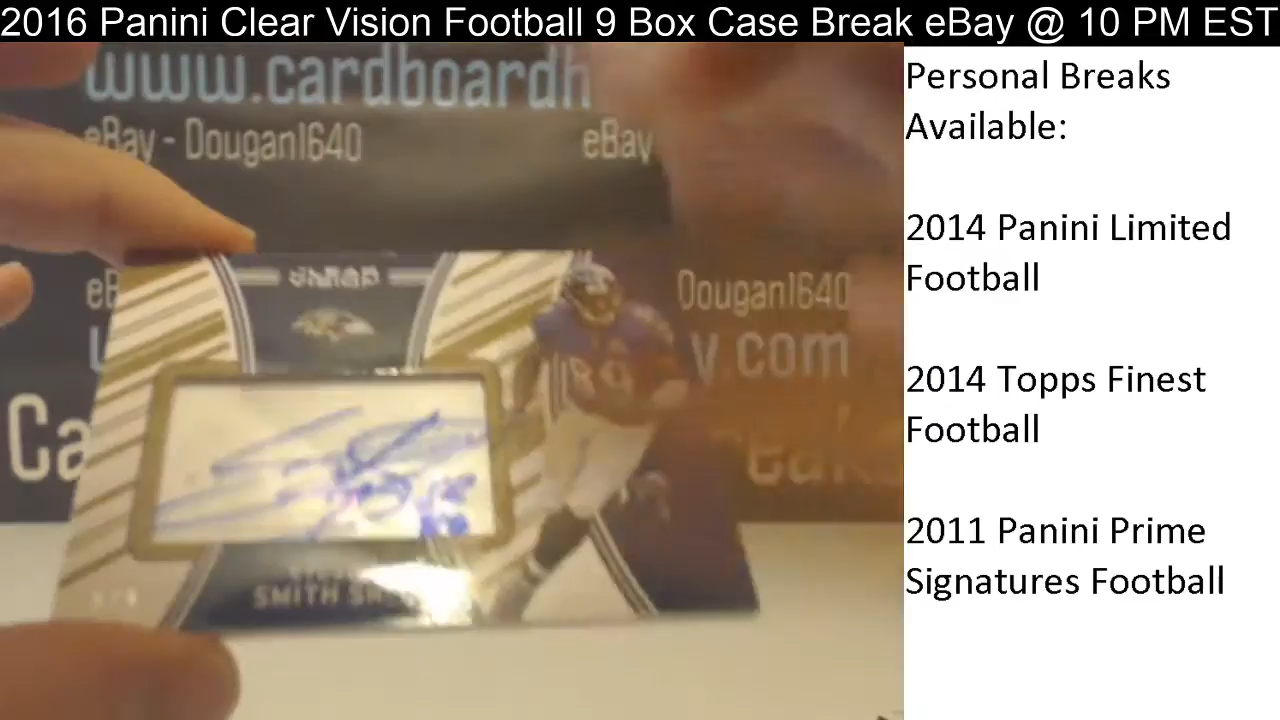 2016 Panini Clear Vision Football 9 Box Case Break eBay @ 10 PM EST
Personal Breaks
Available:
2014 Panini Limited
Football
2014 Topps Finest
Football
2011 Panini Prime
Signatures Football
www.cardboardh
eBay - Dougan1640
eBay
Dougan1640
v.com
Ca
89
SMITH SR.